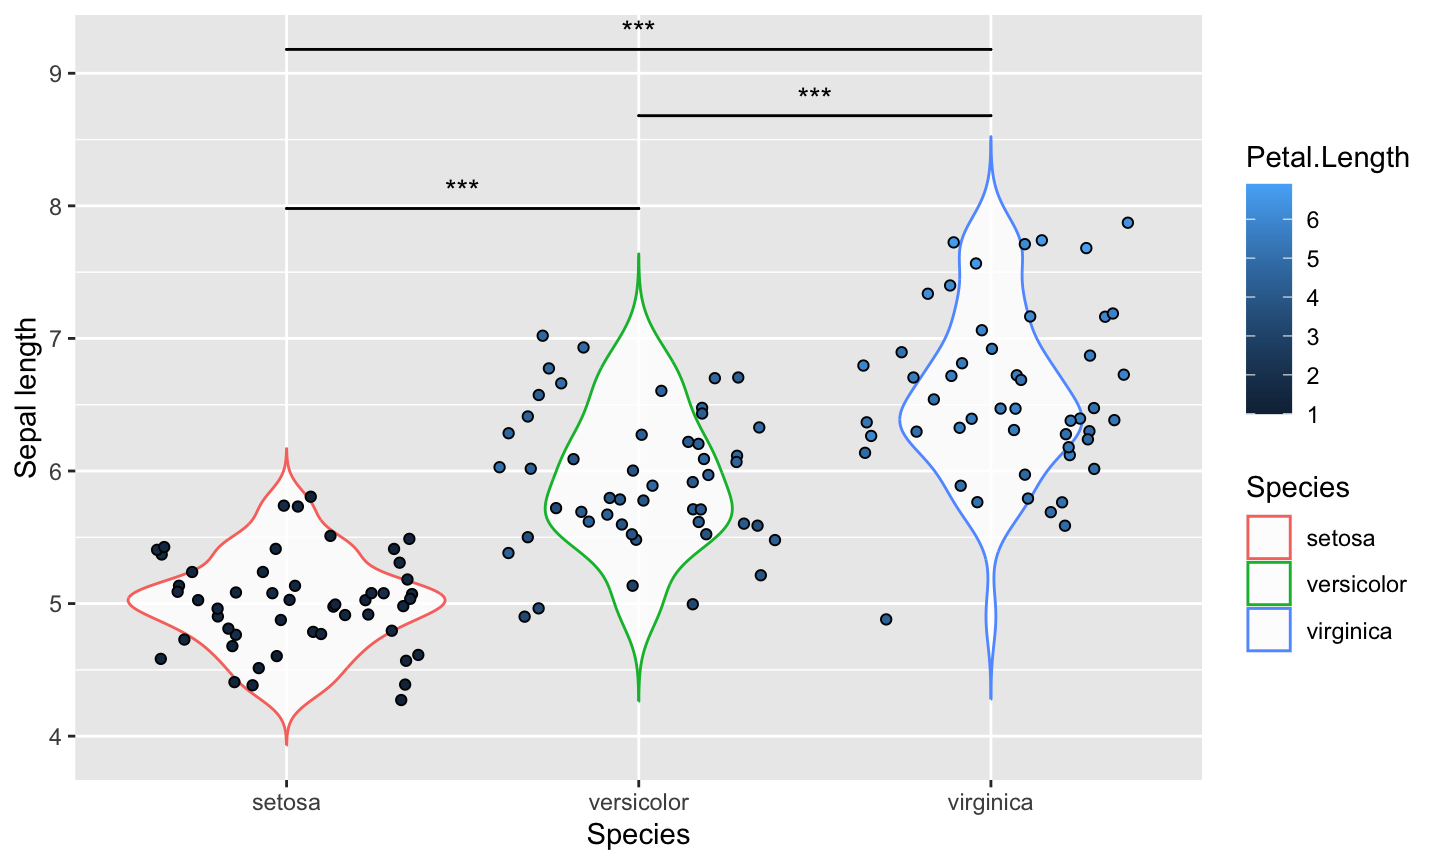 ***
***
***
9
8
7
6
5
4
Sepal length
setosa versicolor virginica
Species
Petal.Length
6
5
4
3
2
1
Species
setosa
versicolor
virginica